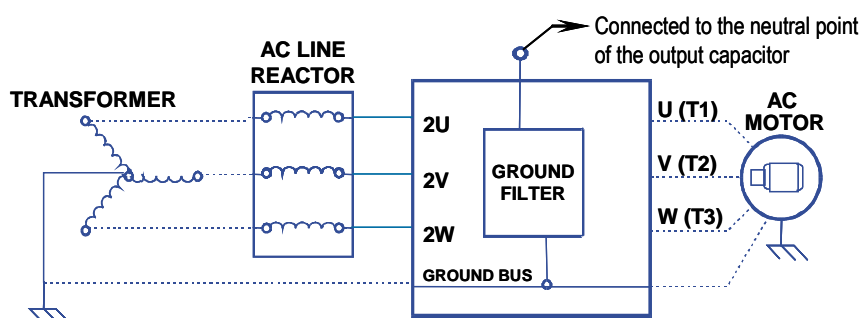 Connected to the neutral point
of the output capacitor
AC LINE
REACTOR
TRANSFORMER
2U
2V
2W
GROUND
FILTER
GROUND BUS
U (T1)
V (T2)
W (T3)
AC
MOTOR